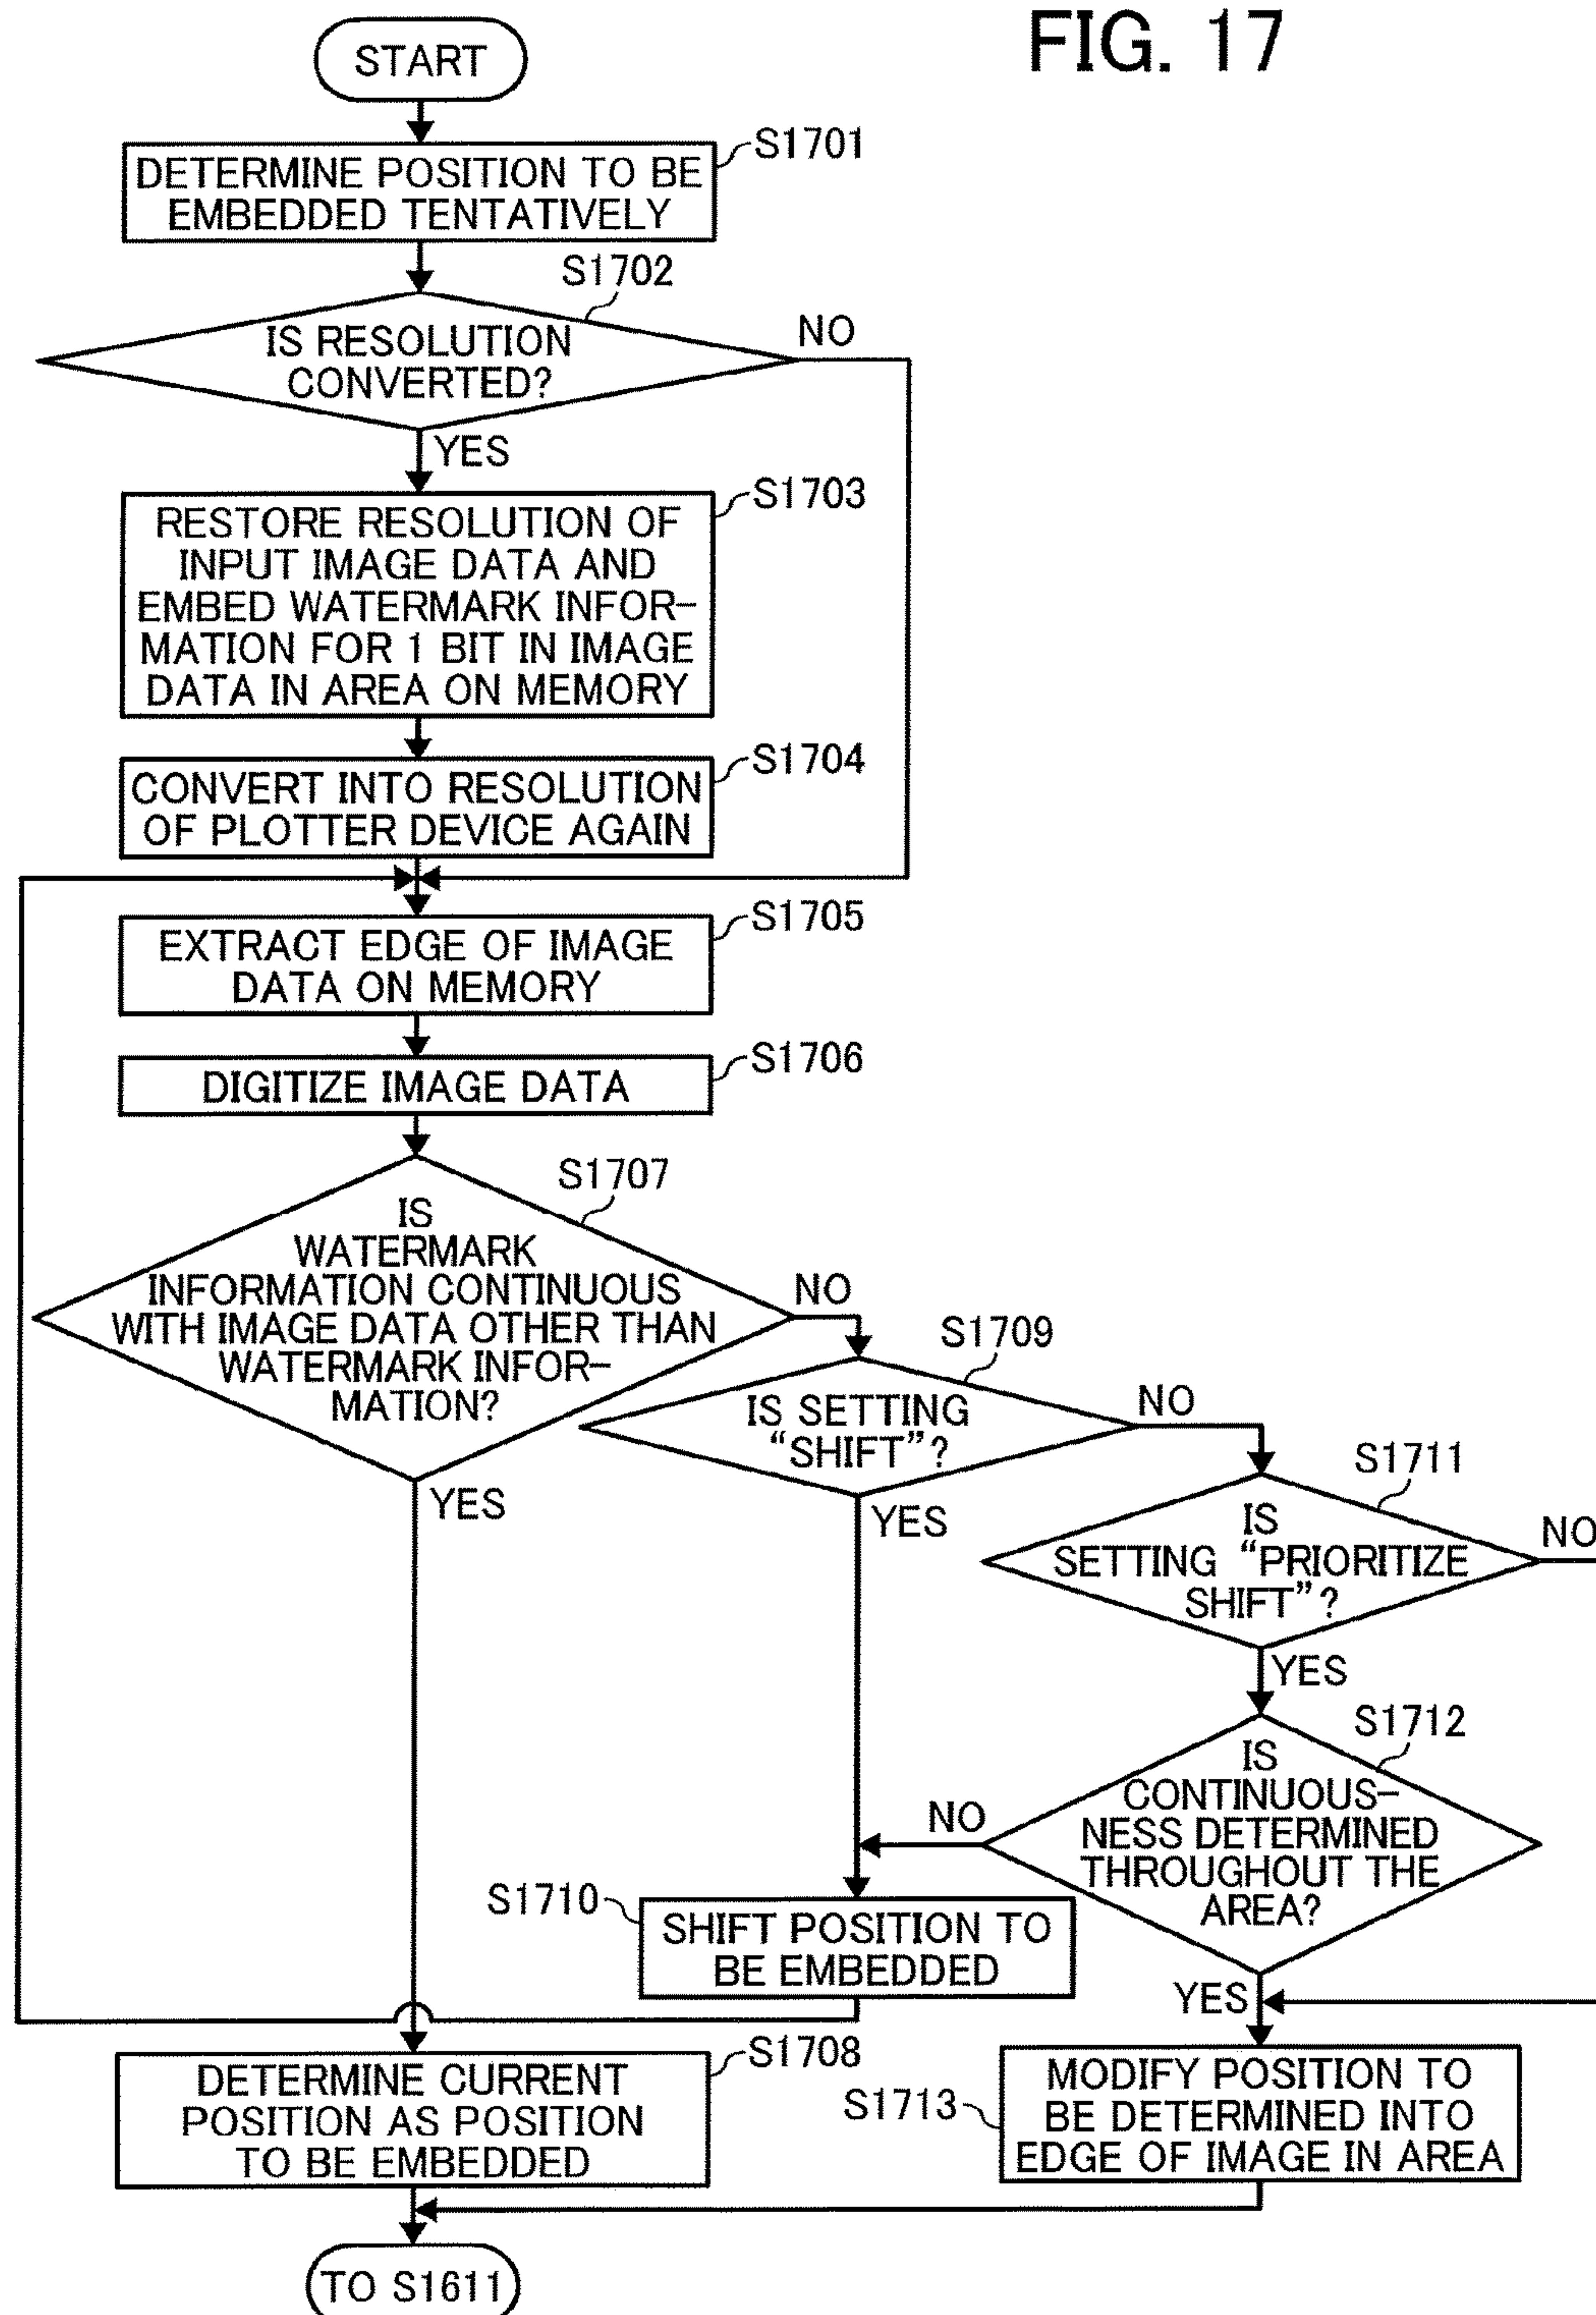 FIG. 17
START
S1701
DETERMINE POSITION TO BE
EMBEDDED TENTATIVELY
S1702
IS RESOLUTION
CONVERTED?
NO
YES
S1703
RESTORE RESOLUTION OF
INPUT IMAGE DATA AND
EMBED WATERMARK INFOR-
MATION FOR 1 BIT IN IMAGE
DATA IN AREA ON MEMORY
S1704
CONVERT INTO RESOLUTION
OF PLOTTER DEVICE AGAIN
S1705
EXTRACT EDGE OF IMAGE
DATA ON MEMORY
S1706
DIGITIZE IMAGE DATA
S1707
IS
WATERMARK
INFORMATION CONTINUOUS
WITH IMAGE DATA OTHER THAN
WATERMARK INFOR-
MATION?
NO
YES
S1709
IS SETTING
“SHIFT”?
NO
YES
S1711
IS
SETTING “PRIORITIZE
SHIFT”?
NO
YES
S1712
IS
CONTINUOUS-
NESS DETERMINED
THROUGHOUT THE
AREA?
NO
YES
S1710
SHIFT POSITION TO
BE EMBEDDED
S1708
DETERMINE CURRENT
POSITION AS POSITION
TO BE EMBEDDED
S1713
MODIFY POSITION TO
BE DETERMINED INTO
EDGE OF IMAGE IN AREA
TO S1611